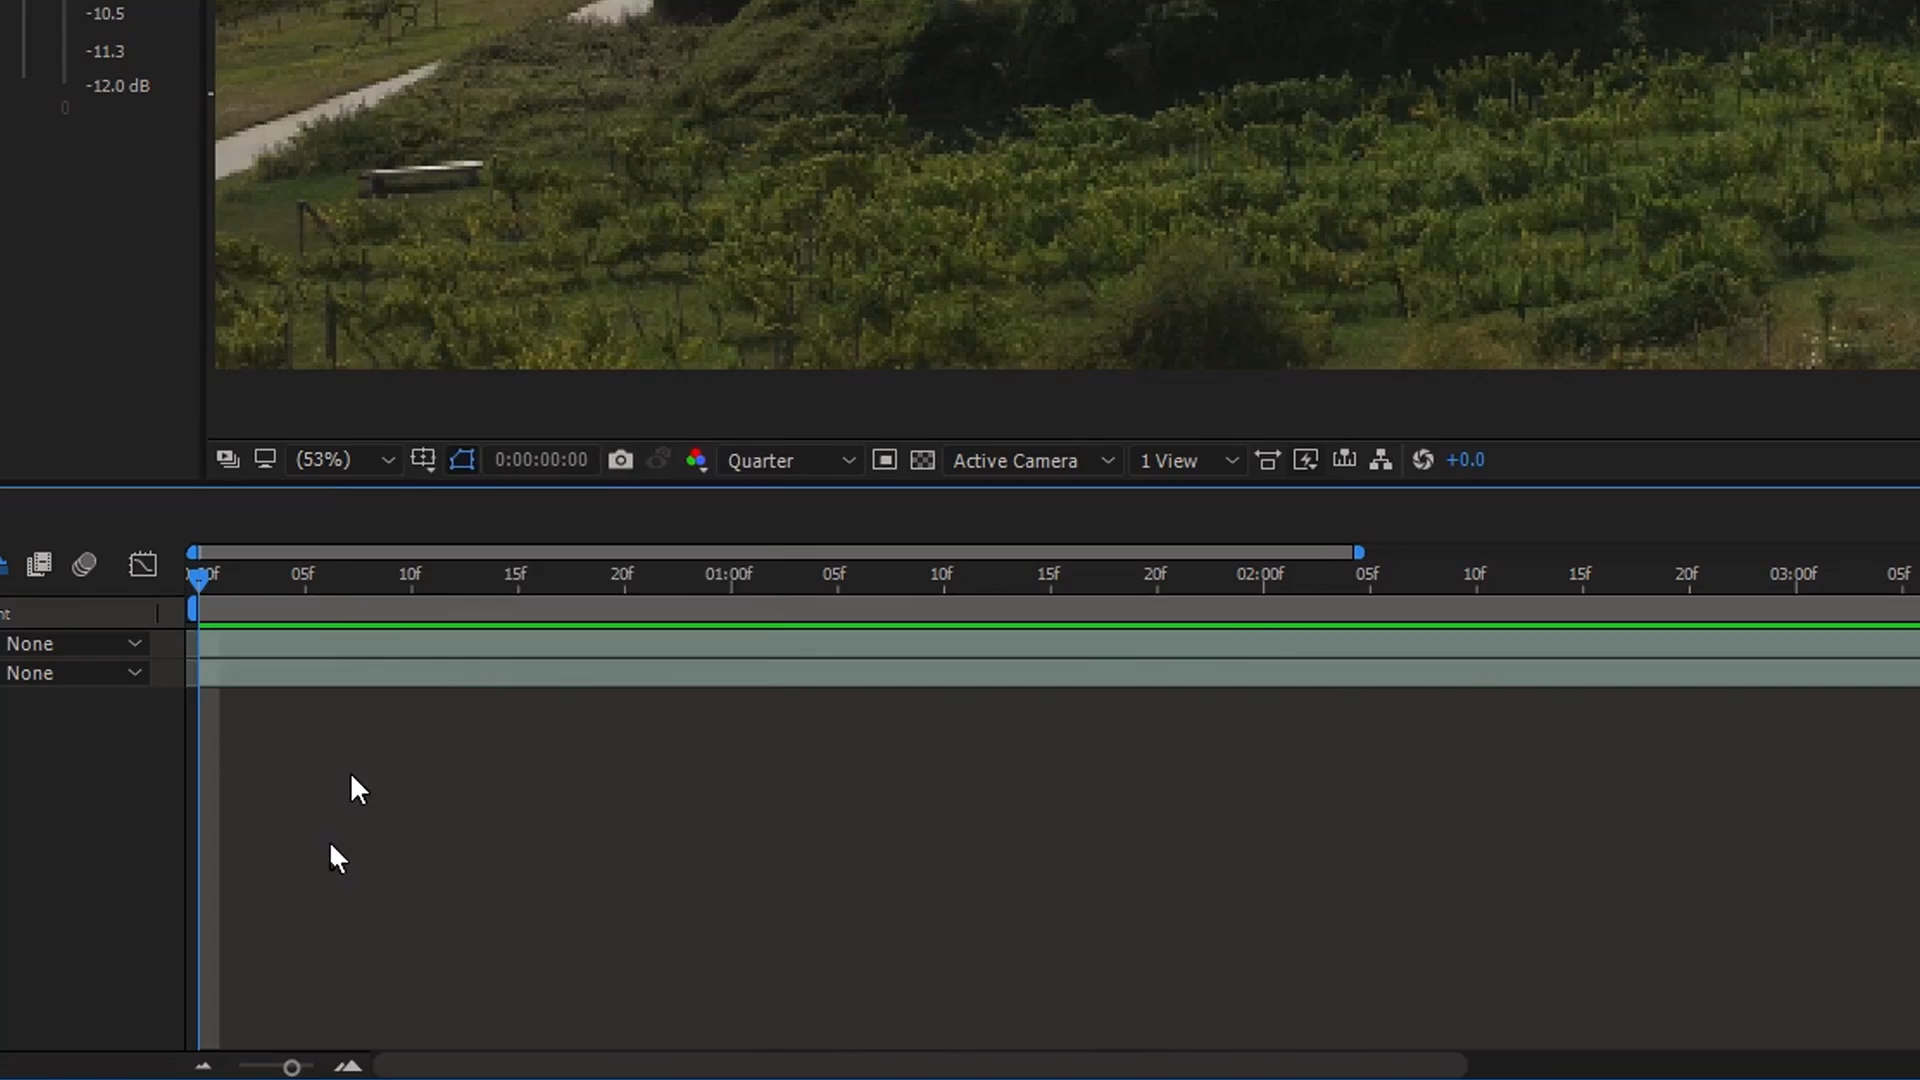 -10.5
-11.3
-12.0 dB
0
(53%) 0:00:00:00 Quarter Active Camera 1 View +0.0
05f 10f 15f 20f 01:00f 05f 10f 15f 20f 02:00f 05f 10f 15f 20f 03:00f 05f
None
None